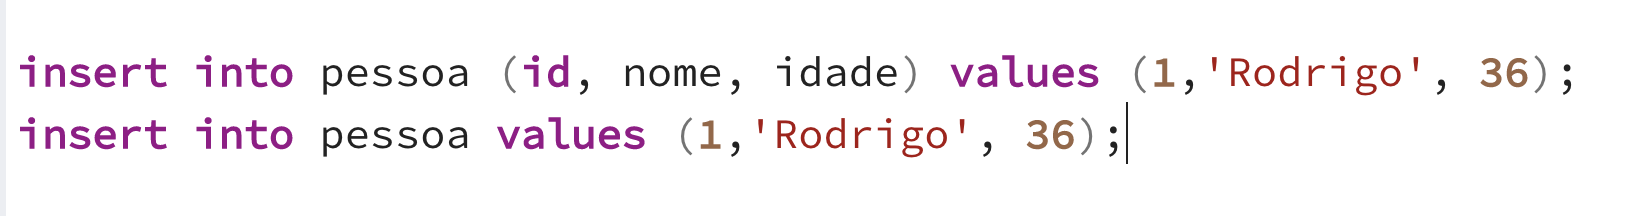 insert into pessoa (id, nome, idade) values (1,'Rodrigo', 36);
insert into pessoa values (1,'Rodrigo', 36);